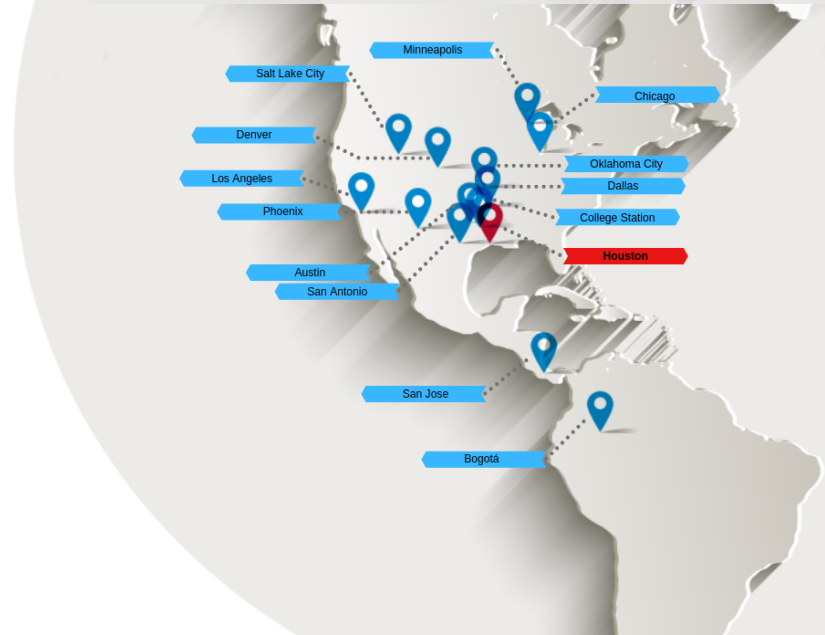 Minneapolis
Salt Lake City
Chicago
Denver
Oklahoma City
Los Angeles
Dallas
Phoenix
College Station
Houston
Austin
San Antonio
San Jose
Bogotá